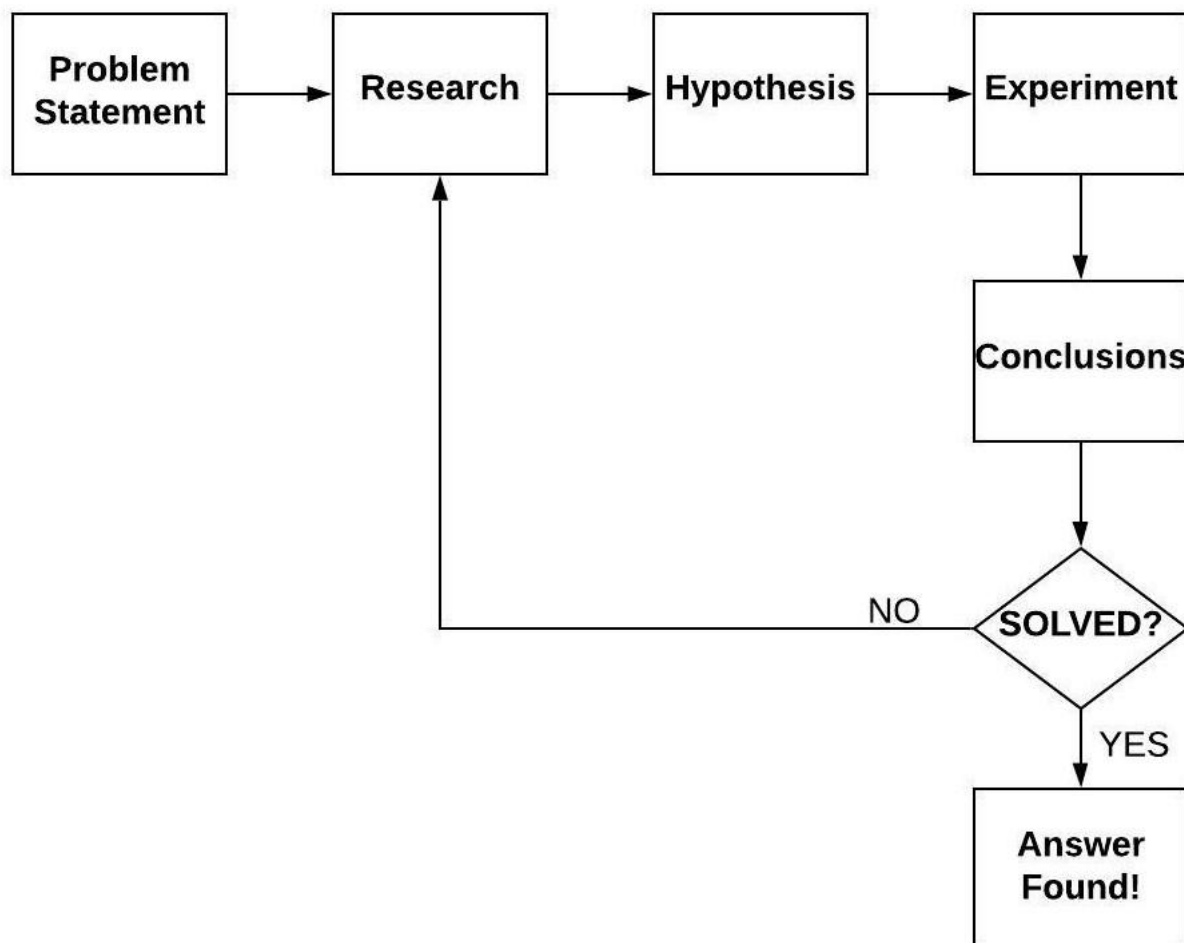 Problem
Statement
Research
Hypothesis
Experiment
Conclusions
SOLVED?
NO
YES
Answer
Found!